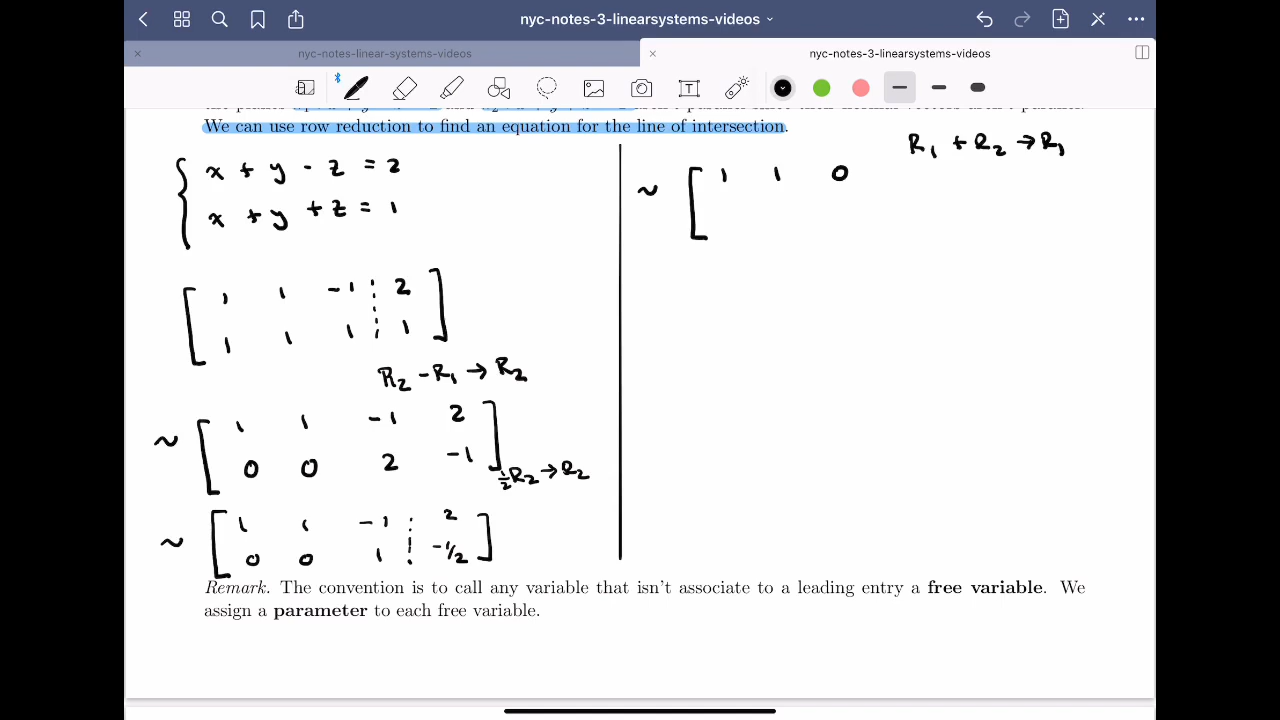 nyc-notes-3-linearsystems-videos
nyc-notes-linear-systems-videos
nyc-notes-3-linearsystems-videos
We can use row reduction to find an equation for the line of intersection.
x + y - z = 2
x + y + z = 1
1 1 -1 2
1 1 1 1
R₂ - R₁ → R₂
~ 1 1 -1 2
0 0 2 -1
½R₂ → R₂
~ 1 1 -1 2
0 0 1 -1/2
R₁ + R₂ → R₁
~ 1 1 0
Remark. The convention is to call any variable that isn't associate to a leading entry a free variable. We
assign a parameter to each free variable.